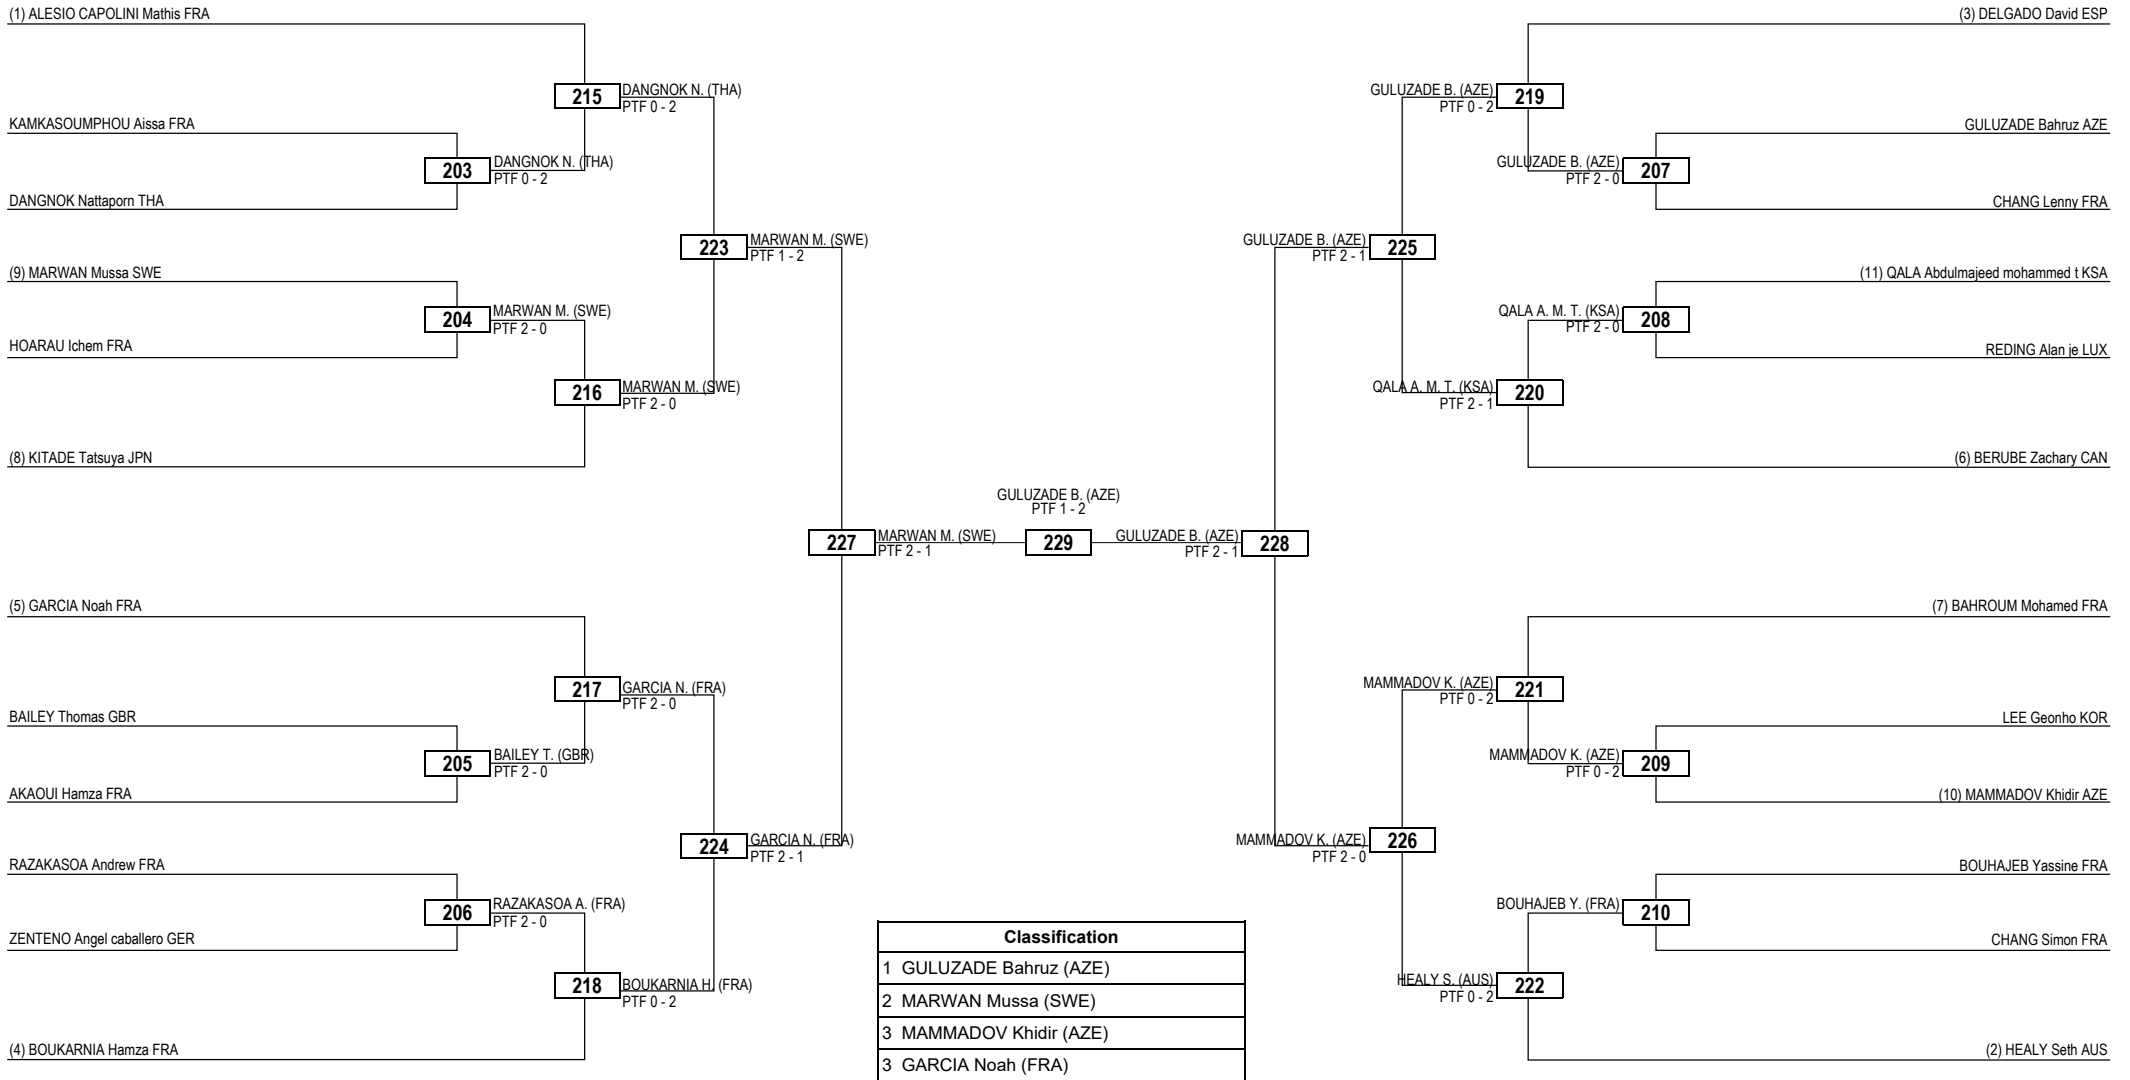 (1) ALESIO CAPOLINI Mathis FRA
(3) DELGADO David ESP
215
DANGNOK N. (THA)
PTF 0 - 2
GULUZADE B. (AZE)
PTF 0 - 2
219
KAMKASOUMPHOU Aissa FRA
GULUZADE Bahruz AZE
203
DANGNOK N. (THA)
PTF 0 - 2
GULUZADE B. (AZE)
PTF 2 - 0
207
DANGNOK Nattaporn THA
CHANG Lenny FRA
223
MARWAN M. (SWE)
PTF 1 - 2
GULUZADE B. (AZE)
PTF 2 - 1
225
(9) MARWAN Mussa SWE
(11) QALA Abdulmajeed mohammed t KSA
204
MARWAN M. (SWE)
PTF 2 - 0
QALA A. M. T. (KSA)
PTF 2 - 0
208
HOARAU Ichem FRA
REDING Alan je LUX
216
MARWAN M. (SWE)
PTF 2 - 0
QALA A. M. T. (KSA)
PTF 2 - 1
220
(8) KITADE Tatsuya JPN
(6) BERUBE Zachary CAN
GULUZADE B. (AZE)
PTF 1 - 2
227
MARWAN M. (SWE)
PTF 2 - 1
229
GULUZADE B. (AZE)
PTF 2 - 1
228
(5) GARCIA Noah FRA
(7) BAHROUM Mohamed FRA
217
GARCIA N. (FRA)
PTF 2 - 0
MAMMADOV K. (AZE)
PTF 0 - 2
221
BAILEY Thomas GBR
LEE Geonho KOR
205
BAILEY T. (GBR)
PTF 2 - 0
MAMMADOV K. (AZE)
PTF 0 - 2
209
AKAOUI Hamza FRA
(10) MAMMADOV Khidir AZE
224
GARCIA N. (FRA)
PTF 2 - 1
MAMMADOV K. (AZE)
PTF 2 - 0
226
RAZAKASOA Andrew FRA
BOUHAJEB Yassine FRA
206
RAZAKASOA A. (FRA)
PTF 2 - 0
BOUHAJEB Y. (FRA)
210
ZENTENO Angel caballero GER
CHANG Simon FRA
218
BOUKARNIA H. (FRA)
PTF 0 - 2
HEALY S. (AUS)
PTF 0 - 2
222
(4) BOUKARNIA Hamza FRA
(2) HEALY Seth AUS
Classification
1 GULUZADE Bahruz (AZE)
2 MARWAN Mussa (SWE)
3 MAMMADOV Khidir (AZE)
3 GARCIA Noah (FRA)